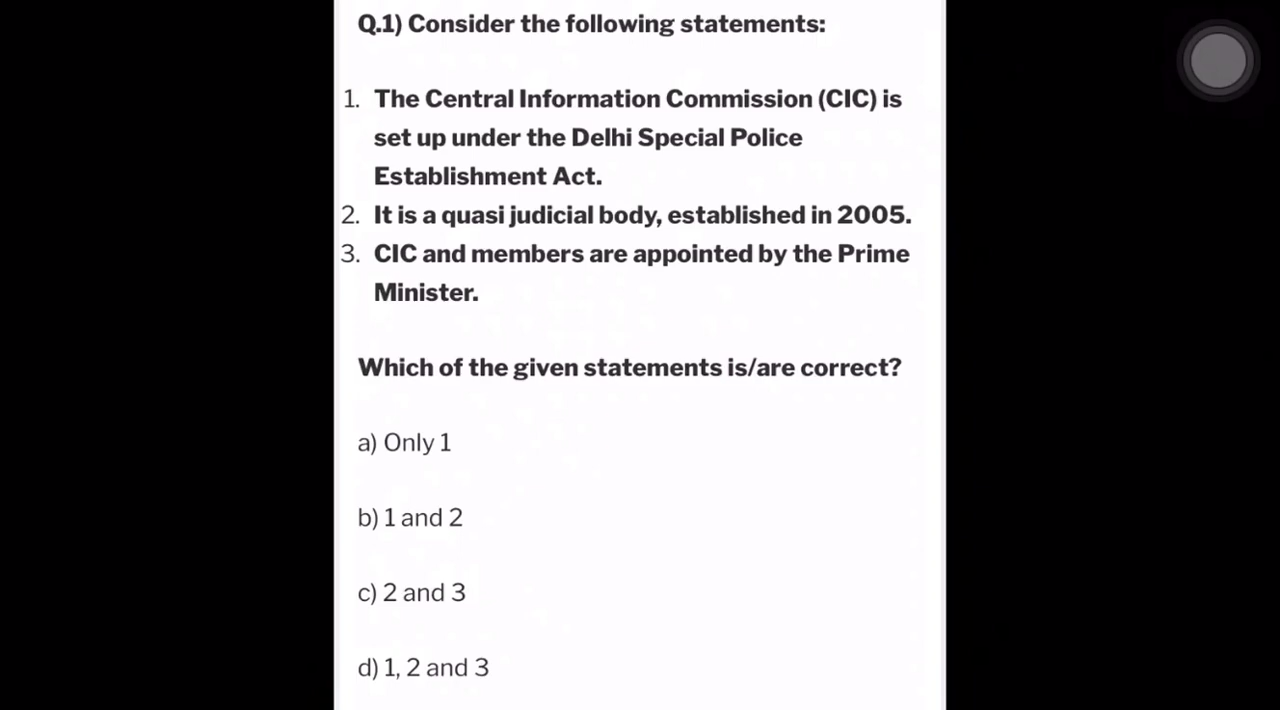 Q.1) Consider the following statements:
1. The Central Information Commission (CIC) is
set up under the Delhi Special Police
Establishment Act.
2. It is a quasi judicial body, established in 2005.
3. CIC and members are appointed by the Prime
Minister.
Which of the given statements is/are correct?
a) Only 1
b) 1 and 2
c) 2 and 3
d) 1, 2 and 3